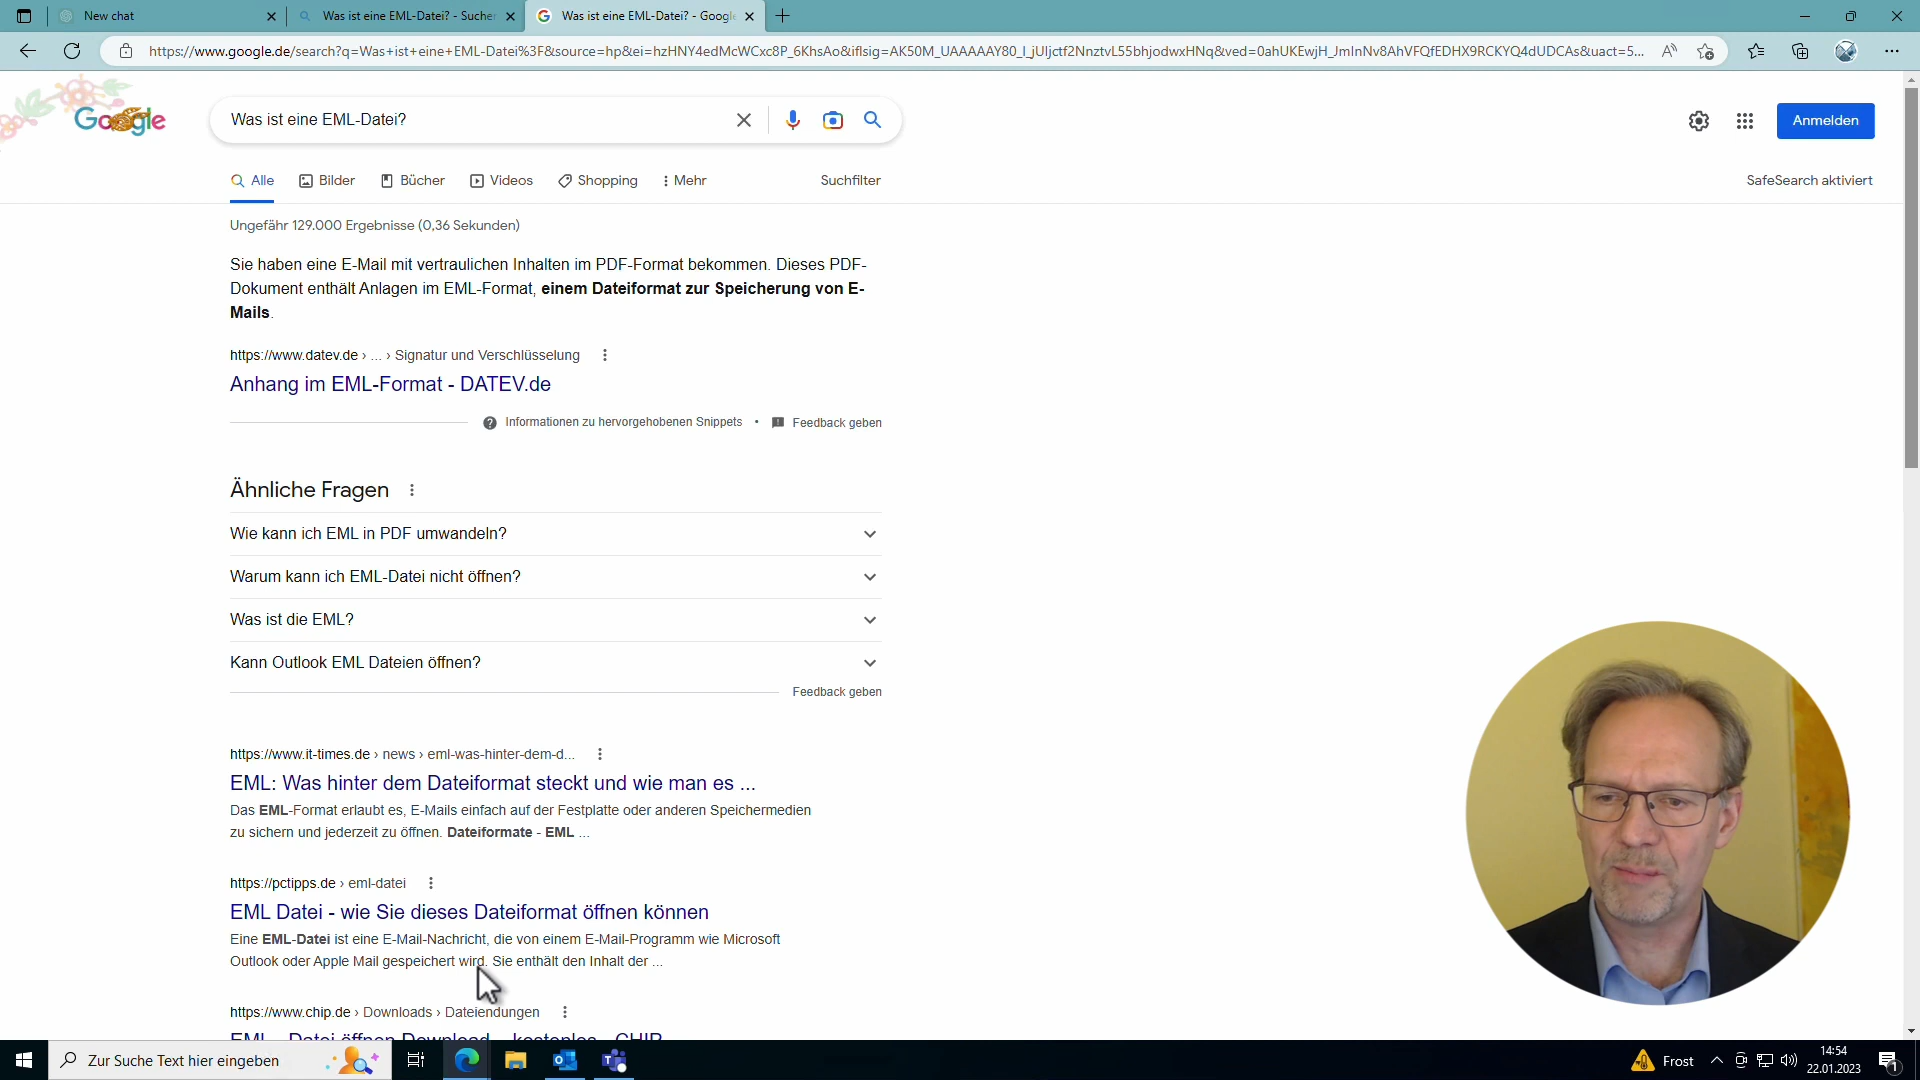 New chat
Was ist eine EML-Datei? - Suche
Was ist eine EML-Datei? - Google
https://www.google.de/search?q=Was+ist+eine+EML-Datei%3F&source=hp&ei=hzHNY4edMcWCxc8P_6KhsAo&iflsig=AK50M_UAAAAAY80_I_jUljctf2NnztvL55bhjodwxHNq&ved=0ahUKEwjH_JmInNv8AhVFQfEDHX9RCKYQ4dUDCAs&uact=5...
Google
Was ist eine EML-Datei?
Anmelden
Alle
Bilder
Bücher
Videos
Shopping
Mehr
Suchfilter
SafeSearch aktiviert
Ungefähr 129.000 Ergebnisse (0,36 Sekunden)
Sie haben eine E-Mail mit vertraulichen Inhalten im PDF-Format bekommen. Dieses PDF-
Dokument enthält Anlagen im EML-Format, einem Dateiformat zur Speicherung von E-
Mails.
https://www.datev.de › ... › Signatur und Verschlüsselung
Anhang im EML-Format - DATEV.de
Informationen zu hervorgehobenen Snippets • Feedback geben
Ähnliche Fragen
Wie kann ich EML in PDF umwandeln?
Warum kann ich EML-Datei nicht öffnen?
Was ist die EML?
Kann Outlook EML Dateien öffnen?
Feedback geben
https://www.it-times.de › news › eml-was-hinter-dem-d...
EML: Was hinter dem Dateiformat steckt und wie man es ...
Das EML-Format erlaubt es, E-Mails einfach auf der Festplatte oder anderen Speichermedien
zu sichern und jederzeit zu öffnen. Dateiformate - EML ...
https://pctipps.de › eml-datei
EML Datei - wie Sie dieses Dateiformat öffnen können
Eine EML-Datei ist eine E-Mail-Nachricht, die von einem E-Mail-Programm wie Microsoft
Outlook oder Apple Mail gespeichert wird. Sie enthält den Inhalt der ...
https://www.chip.de › Downloads › Dateiendungen
EML - Datei öffnen Download - kostenlos - CHIP
Zur Suche Text hier eingeben
Frost
14:54
22.01.2023
1